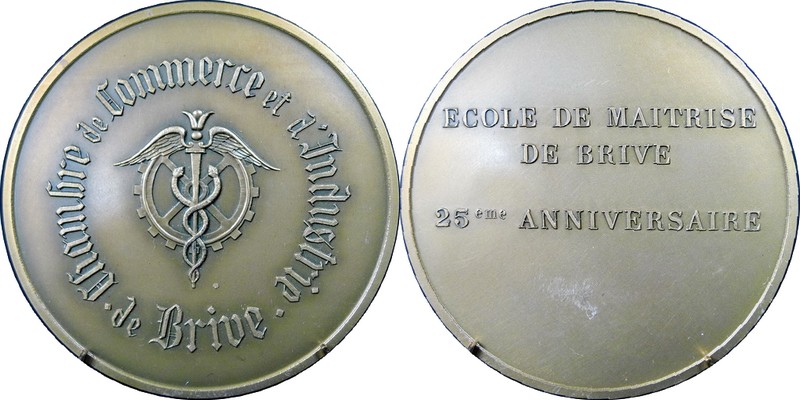 Chambre de Commerce et d'Industrie
· de Brive ·
ECOLE DE MAITRISE
DE BRIVE
25ème ANNIVERSAIRE